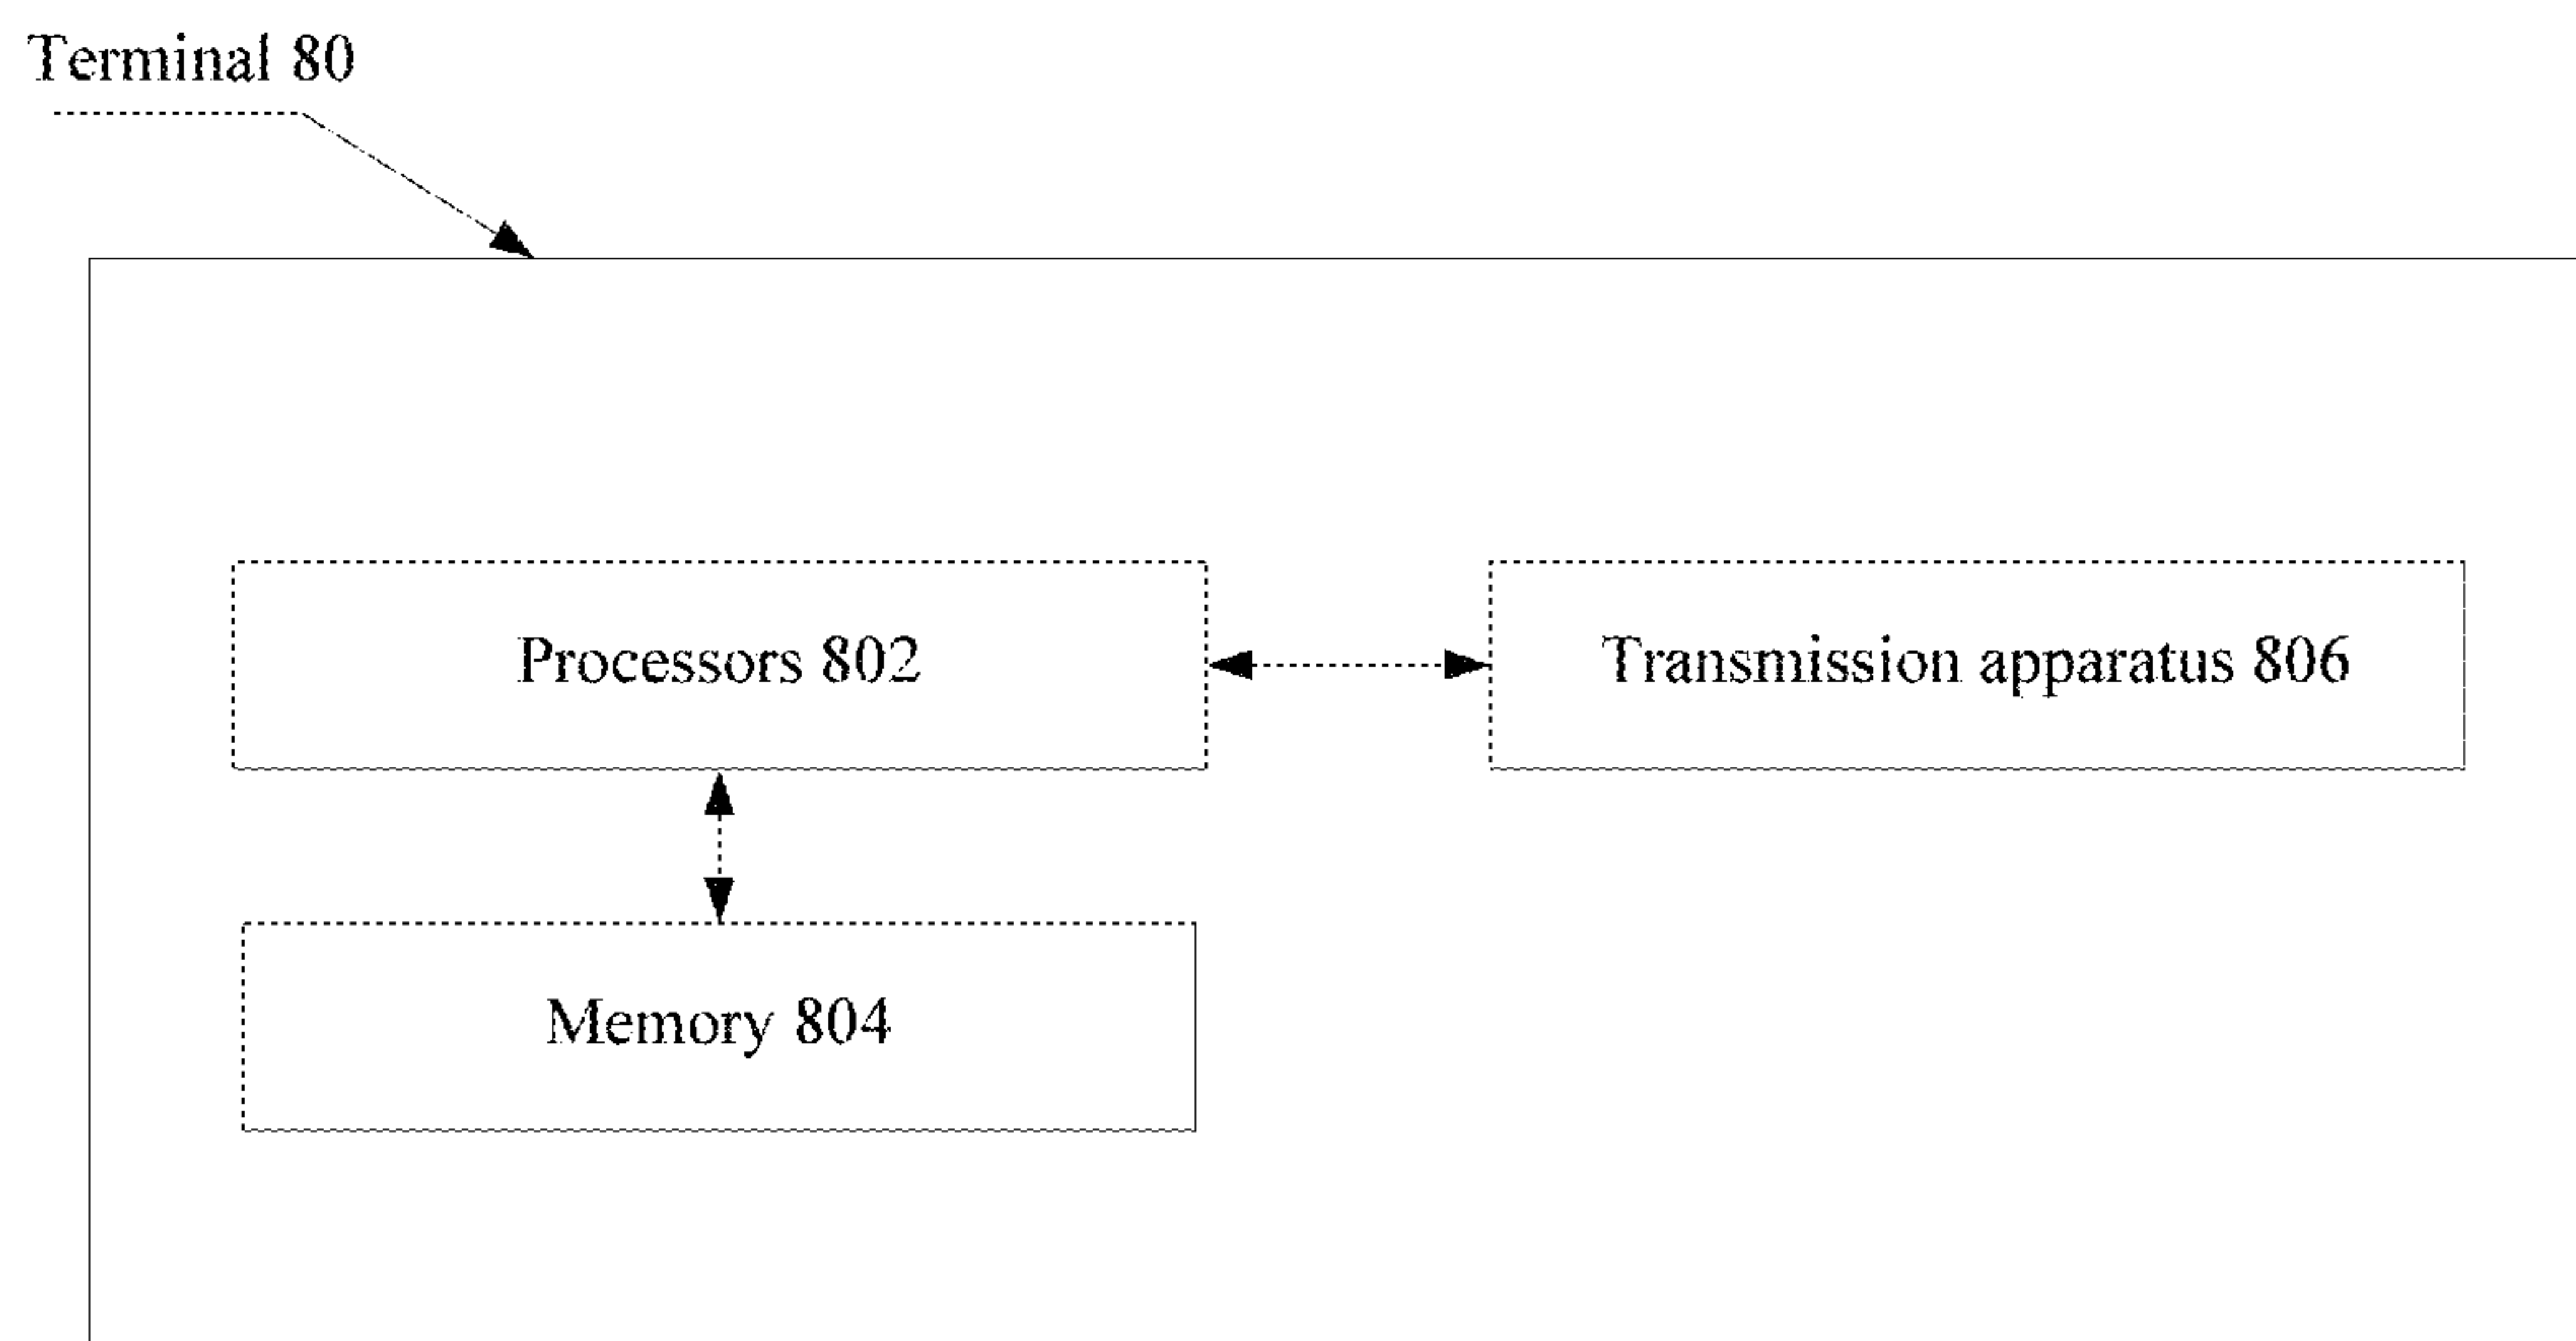 Terminal 80
Processors 802
Transmission apparatus 806
Memory 804